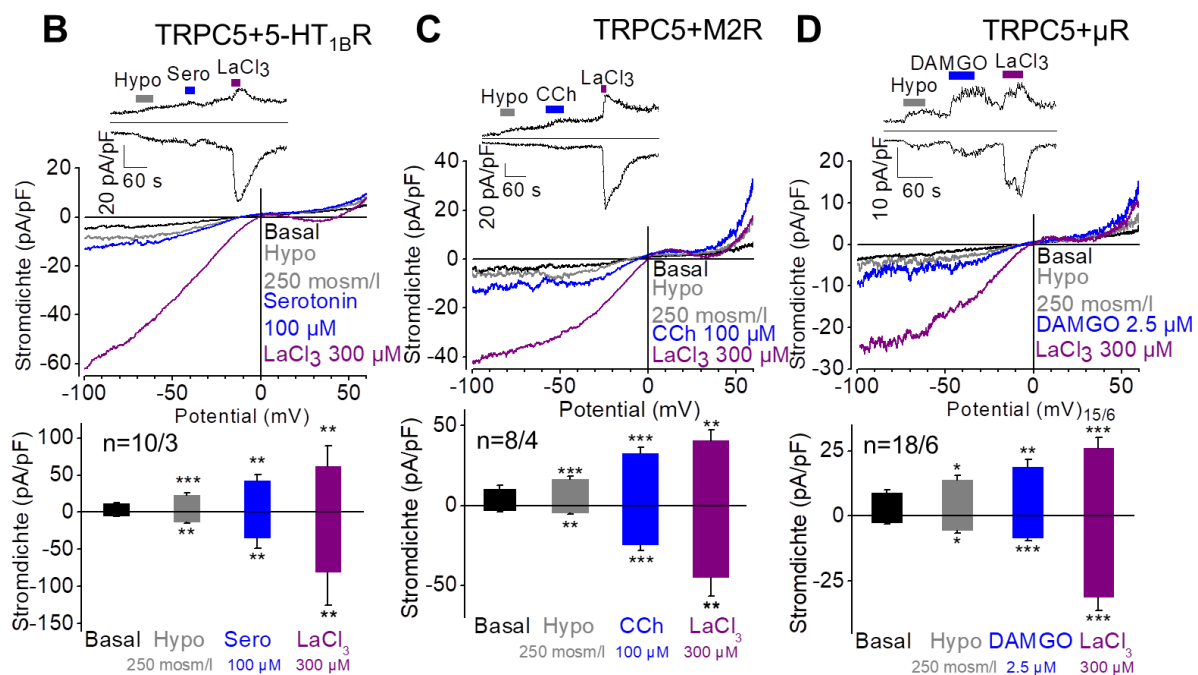 B
TRPC5+5-HT1BR
Hypo
Sero
LaCl3
20 pA/pF
60 s
Stromdichte (pA/pF)
20
0
-20
-40
-60
Basal
Hypo
250 mosm/l
Serotonin
100 µM
LaCl3 300 µM
-100
-50
0
50
Potential (mV)
n=10/3
Stromdichte (pA/pF)
100
50
0
-50
-100
-150
***
**
**
**
**
**
Basal
Hypo
Sero
LaCl3
250 mosm/l
100 µM
300 µM
C
TRPC5+M2R
Hypo
CCh
LaCl3
20 pA/pF
60 s
Stromdichte (pA/pF)
40
20
0
-20
-40
Basal
Hypo
250 mosm/l
CCh 100 µM
LaCl3 300 µM
-100
-50
0
50
Potential (mV)
n=8/4
Stromdichte (pA/pF)
50
0
-50
***
***
**
**
***
**
Basal
Hypo
CCh
LaCl3
250 mosm/l
100 µM
300 µM
D
TRPC5+µR
Hypo
DAMGO
LaCl3
10 pA/pF
60 s
Stromdichte (pA/pF)
20
10
0
-10
-20
-30
Basal
Hypo
250 mosm/l
DAMGO 2.5 µM
LaCl3 300 µM
-100
-50
0
50
Potential (mV)
15/6
n=18/6
Stromdichte (pA/pF)
25
0
-25
*
**
***
*
***
***
Basal
Hypo
DAMGO
LaCl3
250 mosm/l
2.5 µM
300 µM